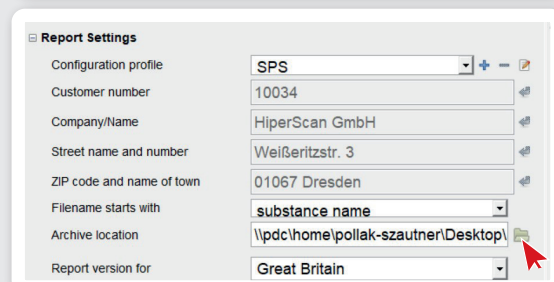 Report Settings
Configuration profile SPS
Customer number 10034
Company/Name HiperScan GmbH
Street name and number Weißeritzstr. 3
ZIP code and name of town 01067 Dresden
Filename starts with substance name
Archive location \\pdc\home\pollak-szautner\Desktop\
Report version for Great Britain